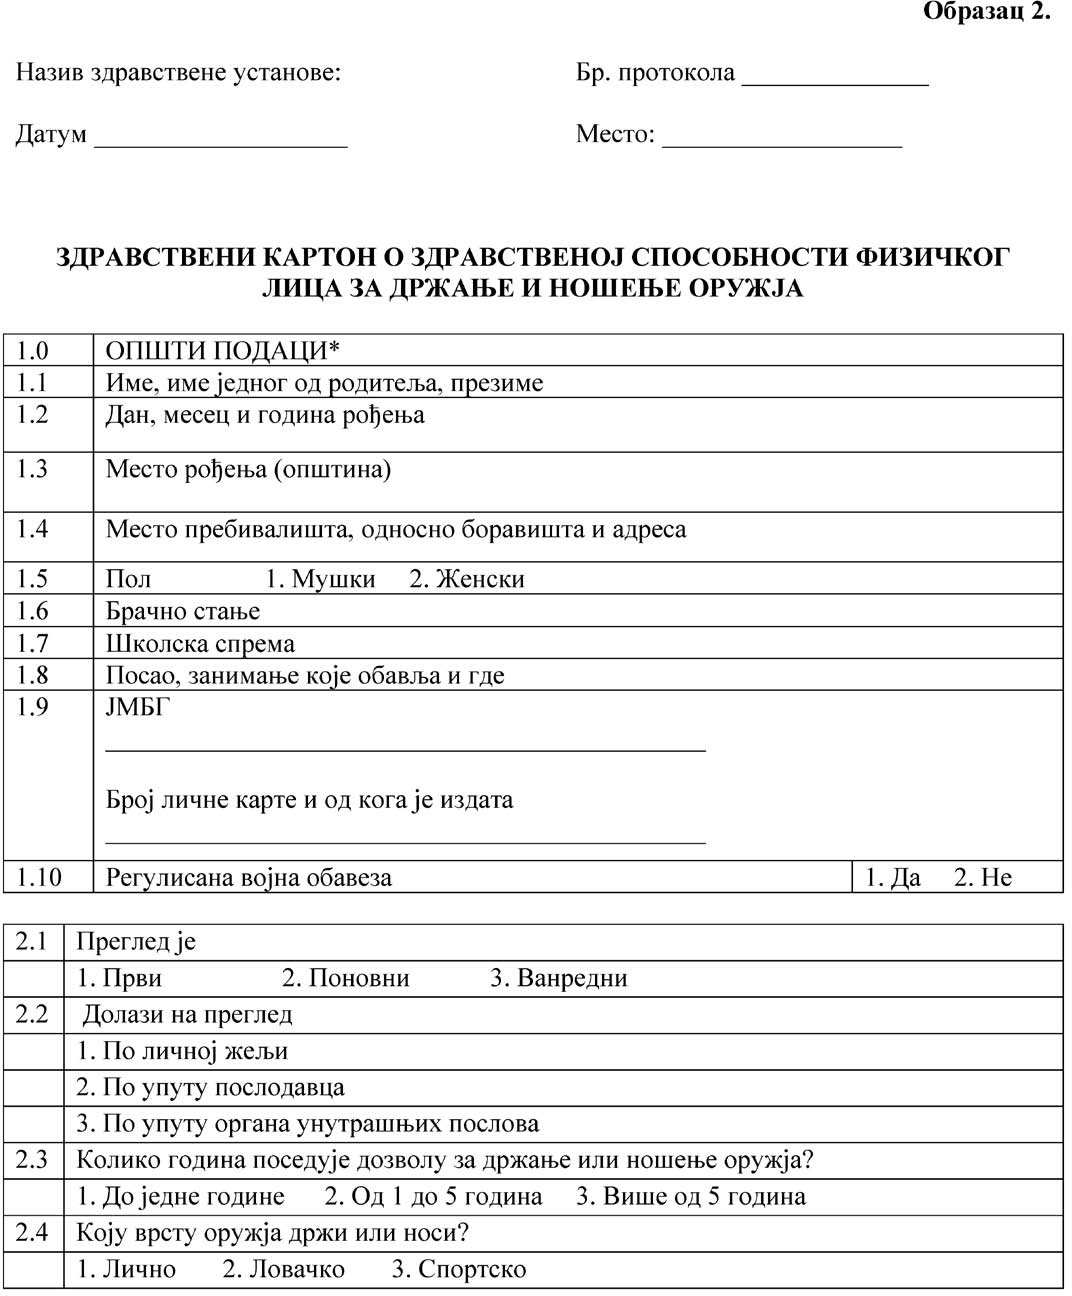 Образац 2.
Назив здравствене установе: Бр. протокола ______________
Датум ___________________ Место: __________________
ЗДРАВСТВЕНИ КАРТОН О ЗДРАВСТВЕНОЈ СПОСОБНОСТИ ФИЗИЧКОГ
ЛИЦА ЗА ДРЖАЊЕ И НОШЕЊЕ ОРУЖЈА
1.0 ОПШТИ ПОДАЦИ*
1.1 Име, име једног од родитеља, презиме
1.2 Дан, месец и година рођења
1.3 Место рођења (општина)
1.4 Место пребивалишта, односно боравишта и адреса
1.5 Пол 1. Мушки 2. Женски
1.6 Брачно стање
1.7 Школска спрема
1.8 Посао, занимање које обавља и где
1.9 ЈМБГ
_____________________________________________
Број личне карте и од кога је издата
_____________________________________________
1.10 Регулисана војна обавеза 1. Да 2. Не
2.1 Преглед је
1. Први 2. Поновни 3. Ванредни
2.2 Долази на преглед
1. По личној жељи
2. По упуту послодавца
3. По упуту органа унутрашњих послова
2.3 Колико година поседује дозволу за држање или ношење оружја?
1. До једне године 2. Од 1 до 5 година 3. Више од 5 година
2.4 Коју врсту оружја држи или носи?
1. Лично 2. Ловачко 3. Спортско